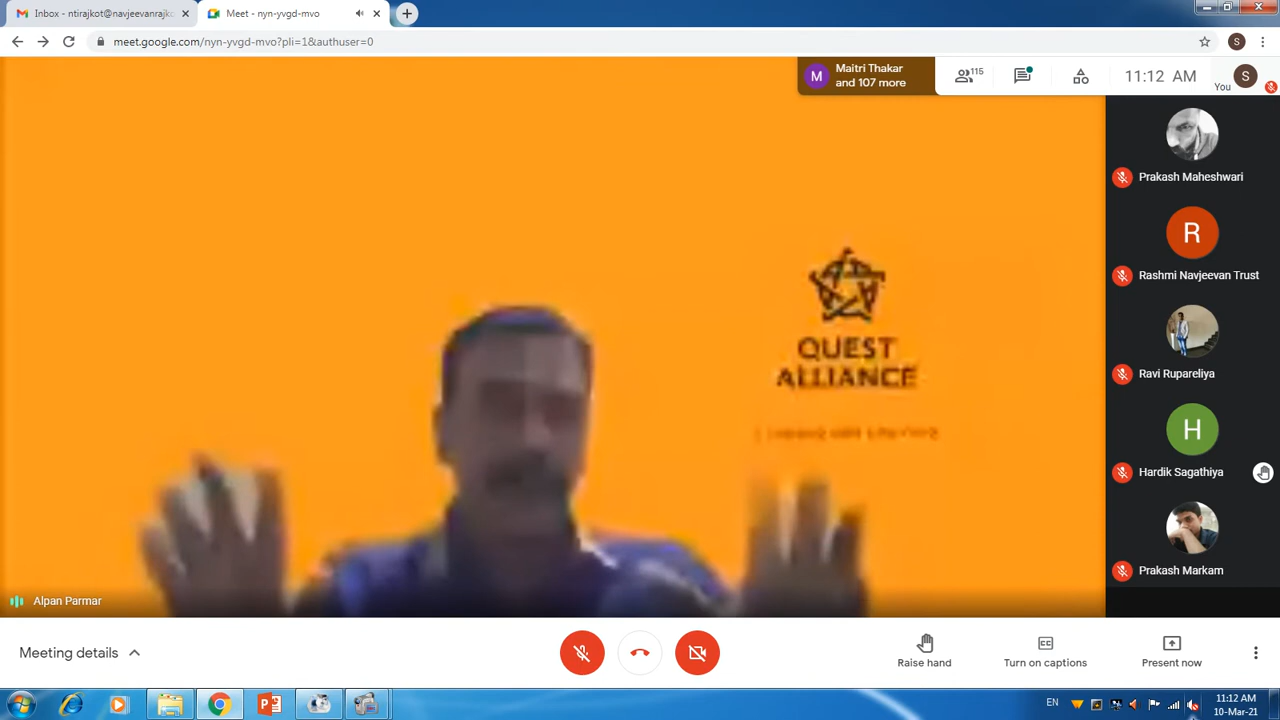 Inbox - ntirajkot@navjeevanrajko
Meet - nyn-yvgd-mvo
meet.google.com/nyn-yvgd-mvo?pli=1&authuser=0
S
M
Maitri Thakar
and 107 more
115
11:12 AM
You
S
Prakash Maheshwari
R
Rashmi Navjeevan Trust
Ravi Rupareliya
H
Hardik Sagathiya
Prakash Markam
QUEST
ALLIANCE
Alpan Parmar
Meeting details
Raise hand
Turn on captions
Present now
EN
11:12 AM
10-Mar-21